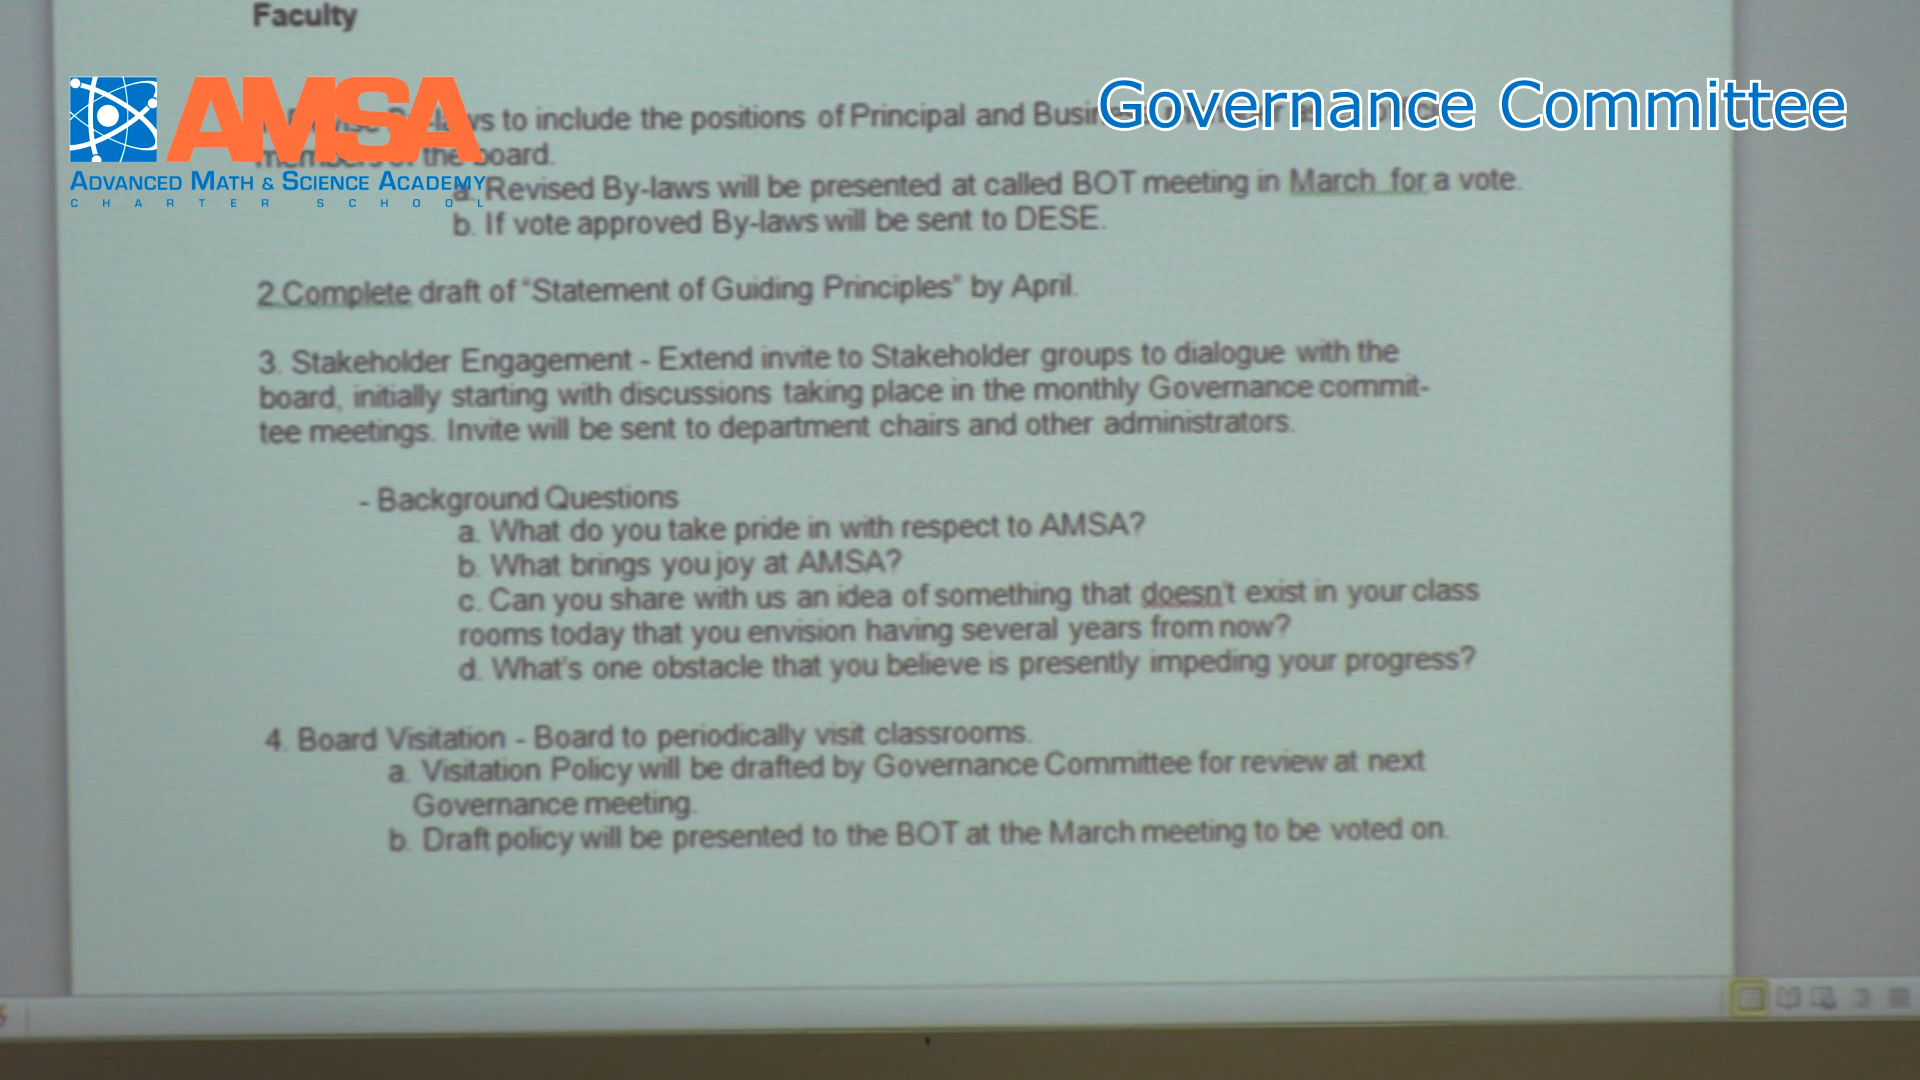 Faculty
AMSA
ADVANCED MATH & SCIENCE ACADEMY
CHARTER SCHOOL
Governance Committee
to include the positions of Principal and
the board.
a. Revised By-laws will be presented at called BOT meeting in March for a vote.
b. If vote approved By-laws will be sent to DESE.
2.Complete draft of “Statement of Guiding Principles” by April.
3. Stakeholder Engagement - Extend invite to Stakeholder groups to dialogue with the
board, initially starting with discussions taking place in the monthly Governance commit-
tee meetings. Invite will be sent to department chairs and other administrators.
- Background Questions
a. What do you take pride in with respect to AMSA?
b. What brings you joy at AMSA?
c. Can you share with us an idea of something that doesn't exist in your class
rooms today that you envision having several years from now?
d. What's one obstacle that you believe is presently impeding your progress?
4. Board Visitation - Board to periodically visit classrooms.
a. Visitation Policy will be drafted by Governance Committee for review at next
Governance meeting.
b. Draft policy will be presented to the BOT at the March meeting to be voted on.